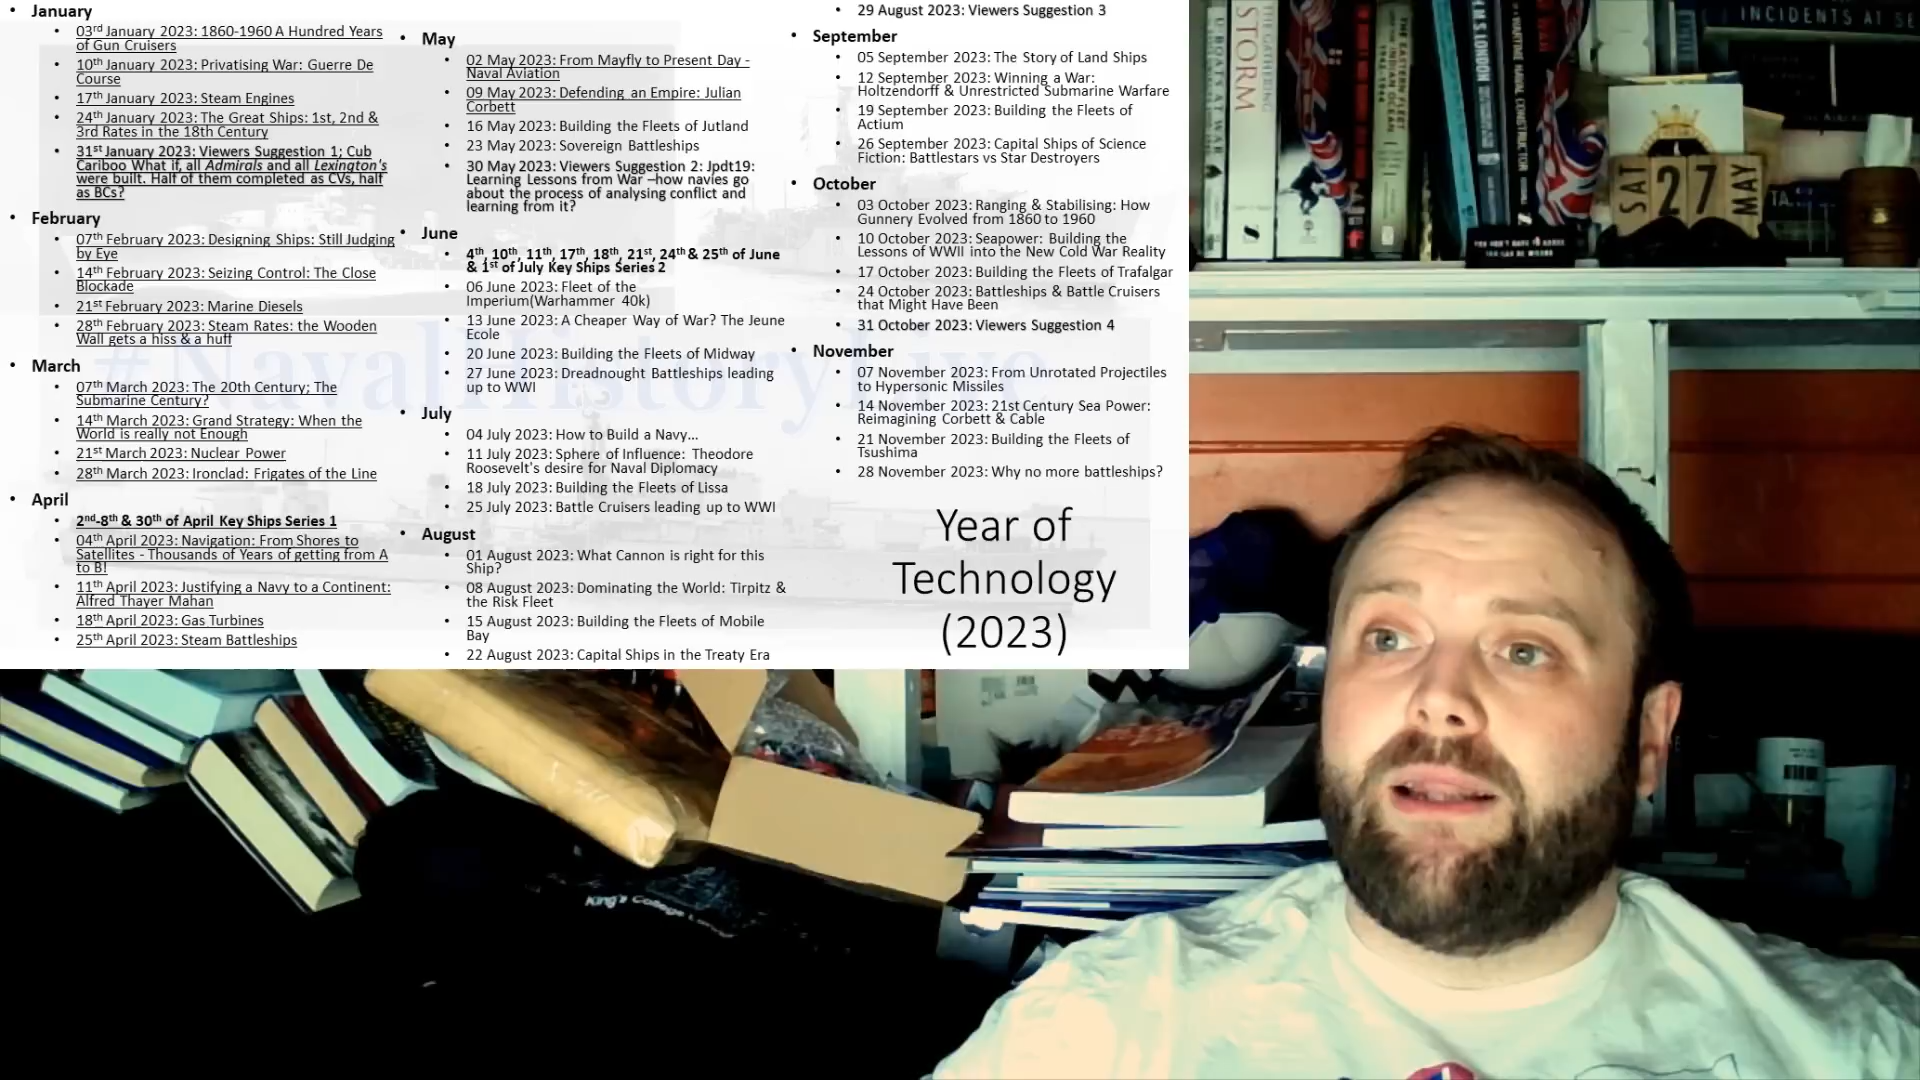 January
03rd January 2023: 1860-1960 A Hundred Years
of Gun Cruisers
10th January 2023: Privatising War: Guerre De
Course
17th January 2023: Steam Engines
24th January 2023: The Great Ships: 1st, 2nd &
3rd Rates in the 18th Century
31st January 2023: Viewers Suggestion 1; Cub
Cariboo What if, all Admirals and all Lexington's
were built. Half of them completed as CVs, half
as BCs?
February
07th February 2023: Designing Ships: Still Judging
by Eye
14th February 2023: Seizing Control: The Close
Blockade
21st February 2023: Marine Diesels
28th February 2023: Steam Rates: the Wooden
Wall gets a hiss & a huff
March
07th March 2023: The 20th Century; The
Submarine Century?
14th March 2023: Grand Strategy: When the
World is really not Enough
21st March 2023: Nuclear Power
28th March 2023: Ironclad: Frigates of the Line
April
2nd-8th & 30th of April Key Ships Series 1
04th April 2023: Navigation: From Shores to
Satellites - Thousands of Years of getting from A
to B!
11th April 2023: Justifying a Navy to a Continent:
Alfred Thayer Mahan
18th April 2023: Gas Turbines
25th April 2023: Steam Battleships
May
02 May 2023: From Mayfly to Present Day -
Naval Aviation
09 May 2023: Defending an Empire: Julian
Corbett
16 May 2023: Building the Fleets of Jutland
23 May 2023: Sovereign Battleships
30 May 2023: Viewers Suggestion 2: Jpdt19:
Learning Lessons from War –how navies go
about the process of analysing conflict and
learning from it?
June
4th, 10th, 11th, 17th, 18th, 21st, 24th & 25th of June
& 1st of July Key Ships Series 2
06 June 2023: Fleet of the
Imperium(Warhammer 40k)
13 June 2023: A Cheaper Way of War? The Jeune
Ecole
20 June 2023: Building the Fleets of Midway
27 June 2023: Dreadnought Battleships leading
up to WWI
July
04 July 2023: How to Build a Navy...
11 July 2023: Sphere of Influence: Theodore
Roosevelt's desire for Naval Diplomacy
18 July 2023: Building the Fleets of Lissa
25 July 2023: Battle Cruisers leading up to WWI
August
01 August 2023: What Cannon is right for this
Ship?
08 August 2023: Dominating the World: Tirpitz &
the Risk Fleet
15 August 2023: Building the Fleets of Mobile
Bay
22 August 2023: Capital Ships in the Treaty Era
29 August 2023: Viewers Suggestion 3
September
05 September 2023: The Story of Land Ships
12 September 2023: Winning a War:
Holtzendorff & Unrestricted Submarine Warfare
19 September 2023: Building the Fleets of
Actium
26 September 2023: Capital Ships of Science
Fiction: Battlestars vs Star Destroyers
October
03 October 2023: Ranging & Stabilising: How
Gunnery Evolved from 1860 to 1960
10 October 2023: Seapower: Building the
Lessons of WWII into the New Cold War Reality
17 October 2023: Building the Fleets of Trafalgar
24 October 2023: Battleships & Battle Cruisers
that Might Have Been
31 October 2023: Viewers Suggestion 4
November
07 November 2023: From Unrotated Projectiles
to Hypersonic Missiles
14 November 2023: 21st Century Sea Power:
Reimagining Corbett & Cable
21 November 2023: Building the Fleets of
Tsushima
28 November 2023: Why no more battleships?
Year of
Technology
(2023)
#NavalHistoryLive
U-BOATS AT WAR
THE GATHERING
STORM
THE EASTERN FLEET
INDIAN OCEAN
LONDON
WARTIME NAVAL CONSTRUCTOR
INCIDENTS AT SE
SAT 27 MAY
King's College